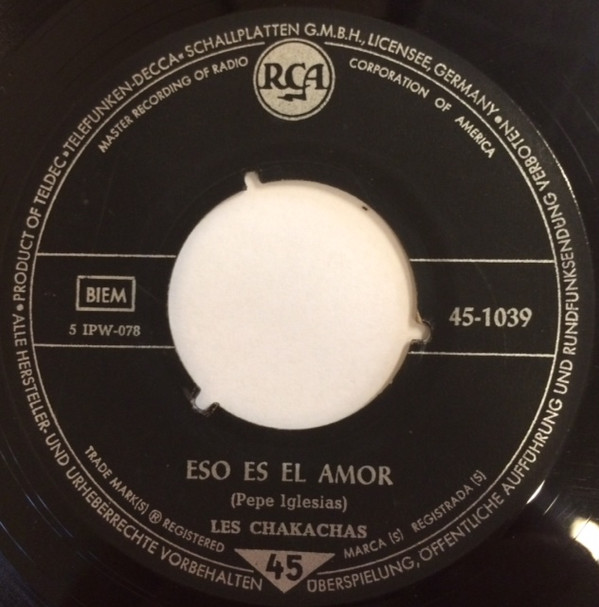 PRODUCT OF TELDEC • »TELEFUNKEN-DECCA« SCHALLPLATTEN G.M.B.H., LICENSEE, GERMANY •
ALLE HERSTELLER- UND URHEBERRECHTE VORBEHALTEN
ÜBERSPIELUNG, ÖFFENTLICHE AUFFÜHRUNG UND RUNDFUNKSENDUNG VERBOTEN •
MASTER RECORDING OF RADIO CORPORATION OF AMERICA
RCA
BIEM
5 IPW-078
45-1039
ESO ES EL AMOR
(Pepe Iglesias)
LES CHAKACHAS
TRADE MARK(S) ® REGISTERED
MARCA (S) REGISTRADA (S)
45